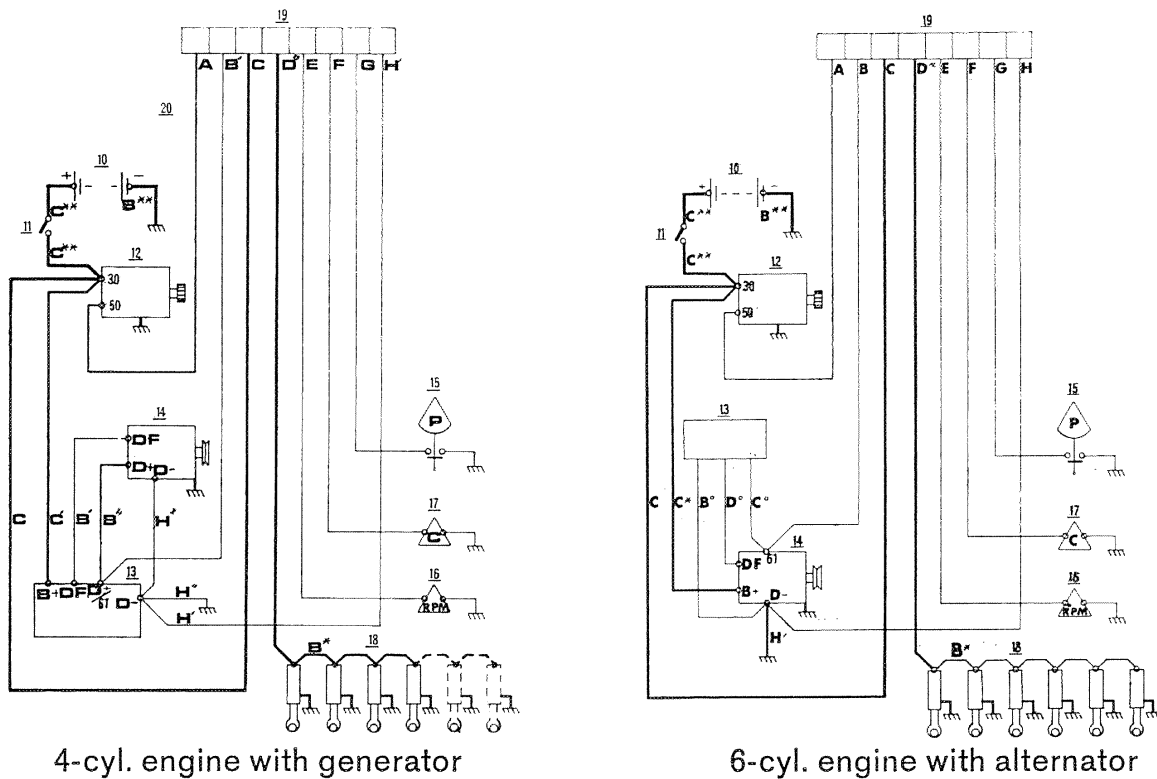 19
A B' C D" E F G H'
20
10
+ -
C**
B**
11
C**
12
30
50
15
P
14
DF
D+ D-
C C' B' B" H"
17
C
13
B+ DF D+ D-
61
H"
H'
16
RPM
B*
18
4-cyl. engine with generator
19
A B C D" E F G H
10
+ -
C**
B**
11
C**
12
30
50
15
P
13
C C* B° D° C°
17
C
14
61
DF
B+ D-
16
RPM
H'
B*
18
6-cyl. engine with alternator